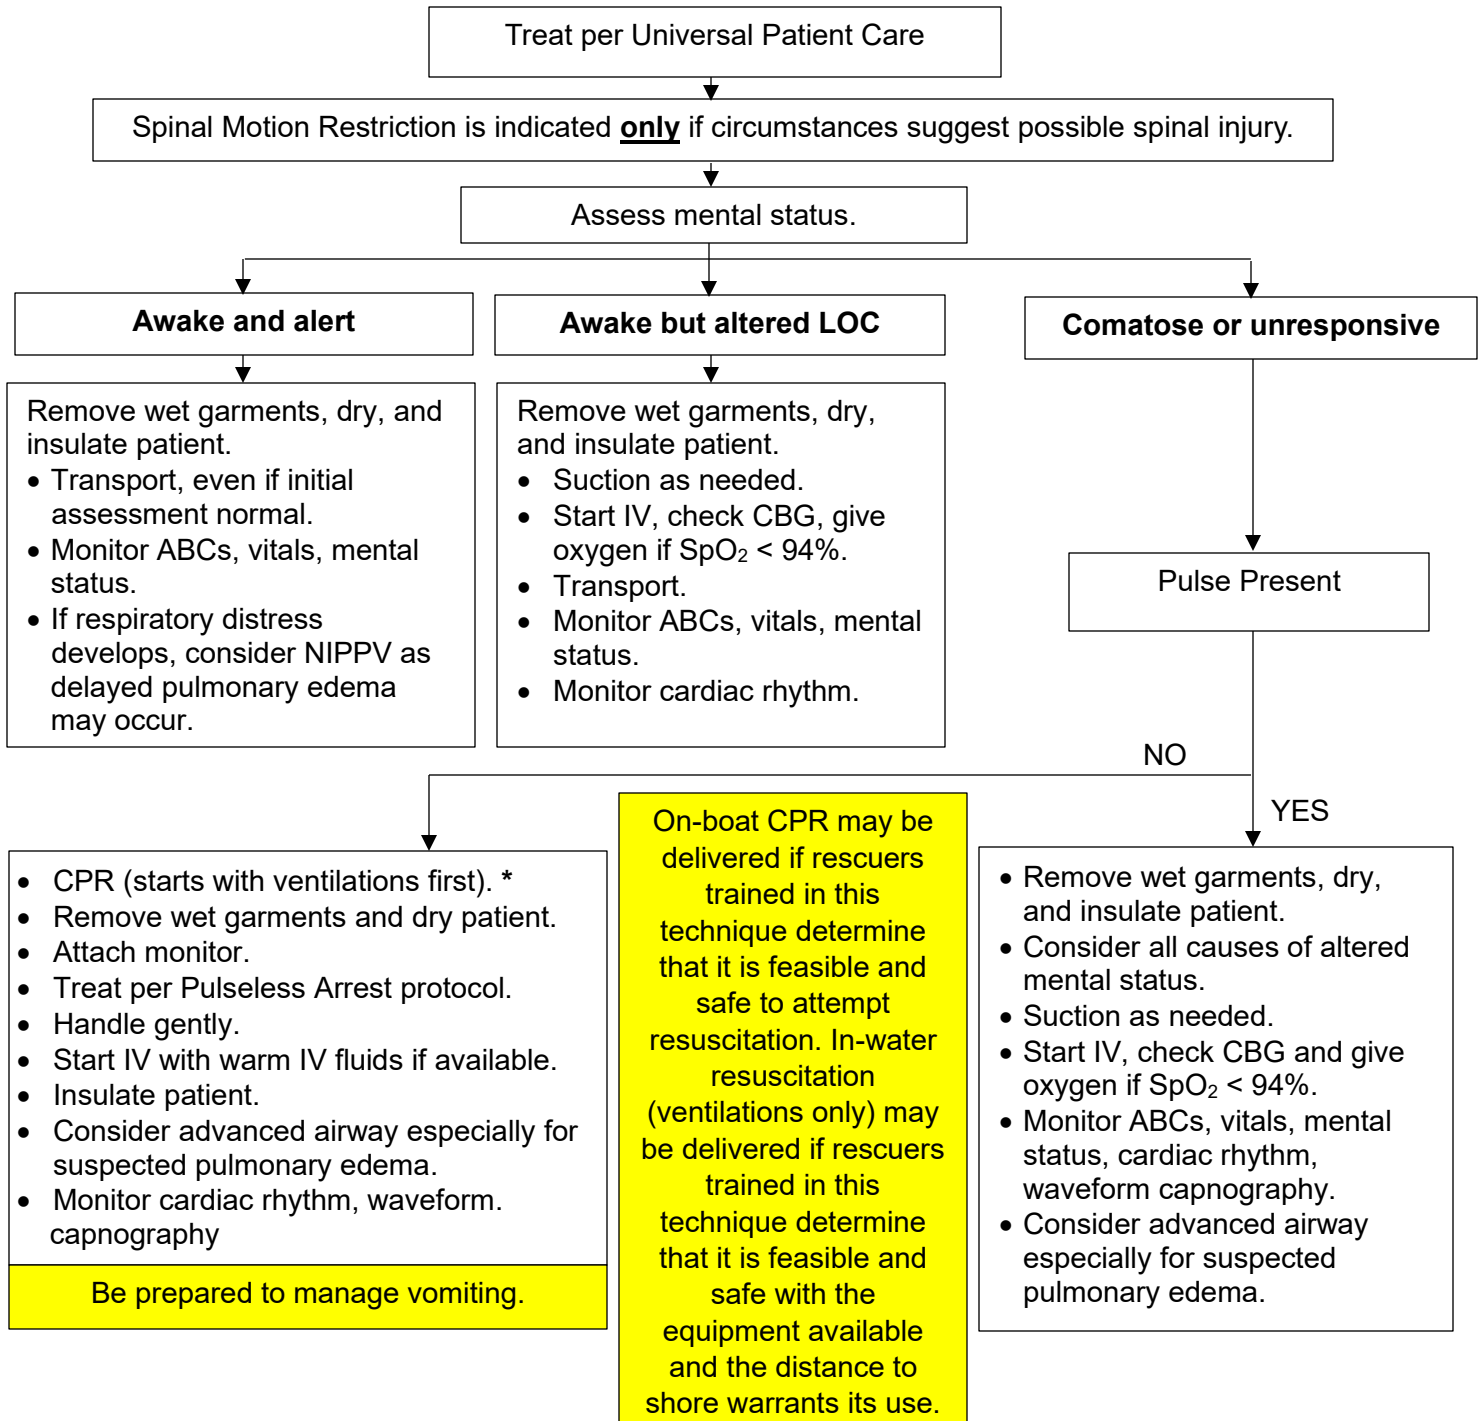 Treat per Universal Patient Care
Spinal Motion Restriction is indicated only if circumstances suggest possible spinal injury.
Assess mental status.
Awake and alert
Awake but altered LOC
Comatose or unresponsive
Remove wet garments, dry, and
insulate patient.
• Transport, even if initial
assessment normal.
• Monitor ABCs, vitals, mental
status.
• If respiratory distress
develops, consider NIPPV as
delayed pulmonary edema
may occur.
Remove wet garments, dry,
and insulate patient.
• Suction as needed.
• Start IV, check CBG, give
oxygen if SpO₂ < 94%.
• Transport.
• Monitor ABCs, vitals, mental
status.
• Monitor cardiac rhythm.
Pulse Present
NO
YES
• CPR (starts with ventilations first). *
• Remove wet garments and dry patient.
• Attach monitor.
• Treat per Pulseless Arrest protocol.
• Handle gently.
• Start IV with warm IV fluids if available.
• Insulate patient.
• Consider advanced airway especially for
suspected pulmonary edema.
• Monitor cardiac rhythm, waveform.
capnography
Be prepared to manage vomiting.
On-boat CPR may be
delivered if rescuers
trained in this
technique determine
that it is feasible and
safe to attempt
resuscitation. In-water
resuscitation
(ventilations only) may
be delivered if rescuers
trained in this
technique determine
that it is feasible and
safe with the
equipment available
and the distance to
shore warrants its use.
• Remove wet garments, dry,
and insulate patient.
• Consider all causes of altered
mental status.
• Suction as needed.
• Start IV, check CBG and give
oxygen if SpO₂ < 94%.
• Monitor ABCs, vitals, mental
status, cardiac rhythm,
waveform capnography.
• Consider advanced airway
especially for suspected
pulmonary edema.